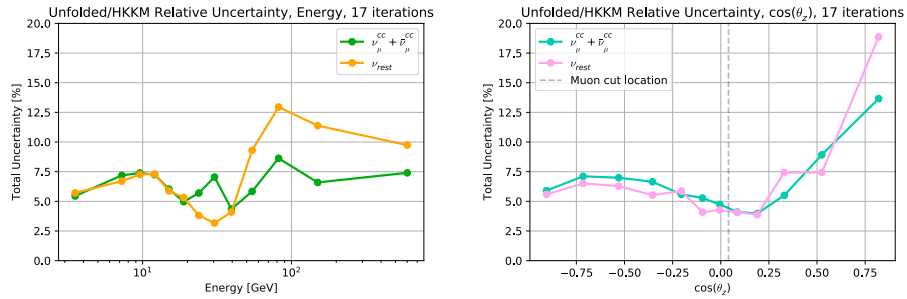 Unfolded/HKKM Relative Uncertainty, Energy, 17 iterations
20.0
17.5
15.0
12.5
10.0
7.5
5.0
2.5
0.0
Total Uncertainty [%]
ν_μ^cc + ν̄_μ^cc
ν_rest
10¹
10²
Energy [GeV]
Unfolded/HKKM Relative Uncertainty, cos(θ_z), 17 iterations
20.0
17.5
15.0
12.5
10.0
7.5
5.0
2.5
0.0
Total Uncertainty [%]
ν_μ^cc + ν̄_μ^cc
ν_rest
Muon cut location
−0.75 −0.50 −0.25 0.00 0.25 0.50 0.75
cos(θ_z)